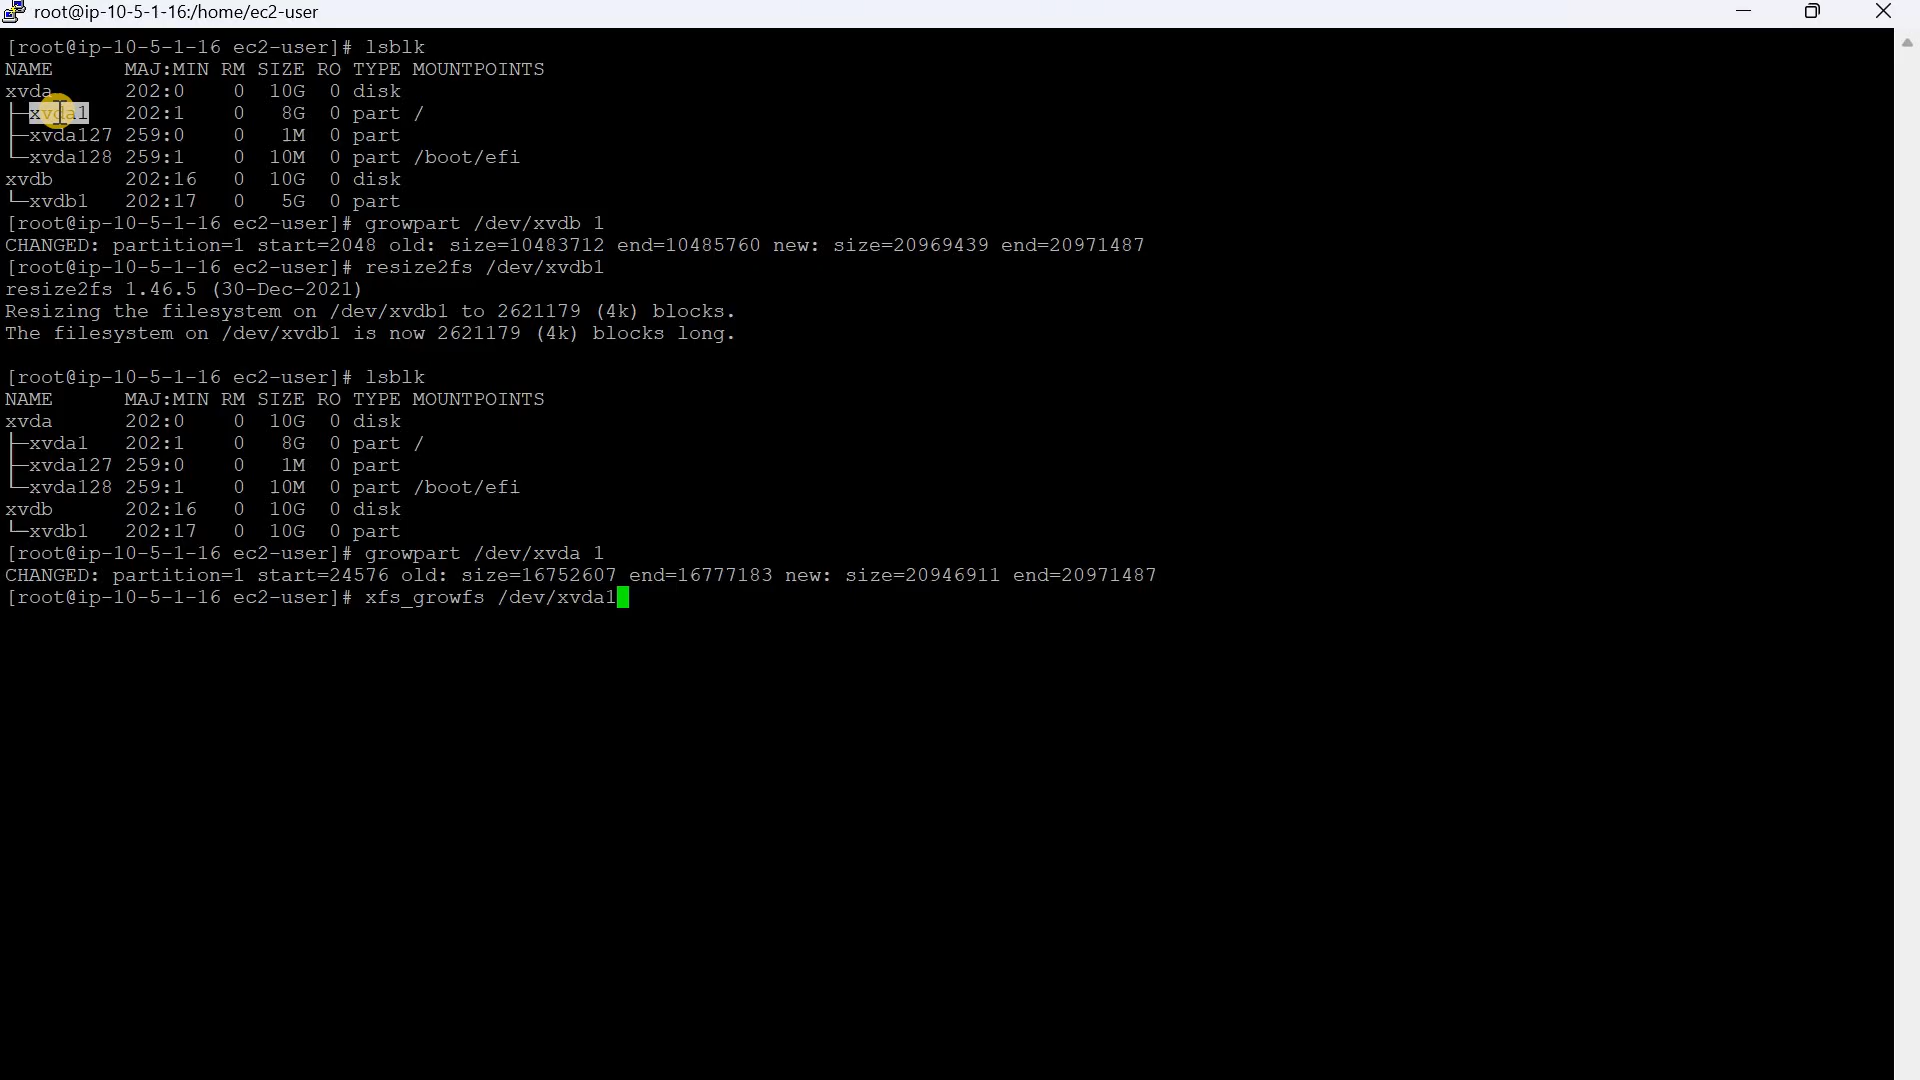 root@ip-10-5-1-16:/home/ec2-user
[root@ip-10-5-1-16 ec2-user]# lsblk
NAME      MAJ:MIN RM SIZE RO TYPE MOUNTPOINTS
xvda      202:0    0  10G  0 disk
├─xvda1   202:1    0   8G  0 part /
├─xvda127 259:0    0   1M  0 part
└─xvda128 259:1    0  10M  0 part /boot/efi
xvdb      202:16   0  10G  0 disk
└─xvdb1   202:17   0   5G  0 part
[root@ip-10-5-1-16 ec2-user]# growpart /dev/xvdb 1
CHANGED: partition=1 start=2048 old: size=10483712 end=10485760 new: size=20969439 end=20971487
[root@ip-10-5-1-16 ec2-user]# resize2fs /dev/xvdb1
resize2fs 1.46.5 (30-Dec-2021)
Resizing the filesystem on /dev/xvdb1 to 2621179 (4k) blocks.
The filesystem on /dev/xvdb1 is now 2621179 (4k) blocks long.
[root@ip-10-5-1-16 ec2-user]# lsblk
NAME      MAJ:MIN RM SIZE RO TYPE MOUNTPOINTS
xvda      202:0    0  10G  0 disk
├─xvda1   202:1    0   8G  0 part /
├─xvda127 259:0    0   1M  0 part
└─xvda128 259:1    0  10M  0 part /boot/efi
xvdb      202:16   0  10G  0 disk
└─xvdb1   202:17   0  10G  0 part
[root@ip-10-5-1-16 ec2-user]# growpart /dev/xvda 1
CHANGED: partition=1 start=24576 old: size=16752607 end=16777183 new: size=20946911 end=20971487
[root@ip-10-5-1-16 ec2-user]# xfs_growfs /dev/xvda1